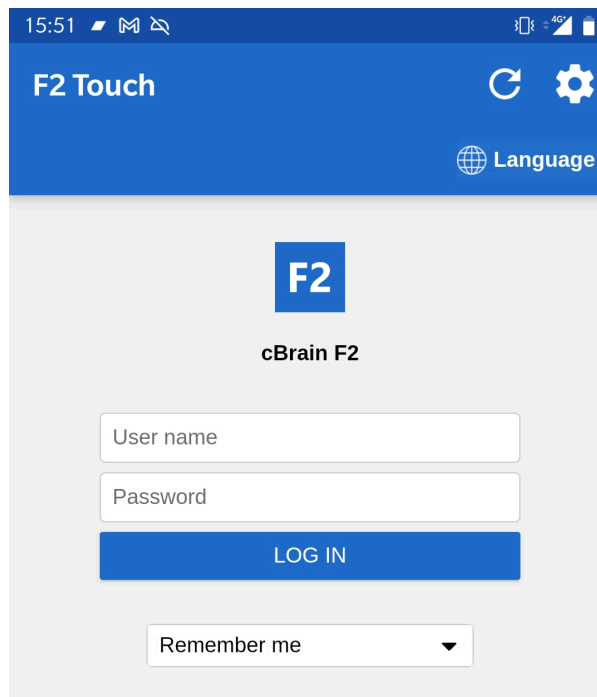 15:51 4G+
F2 Touch
Language
F2
cBrain F2
User name
Password
LOG IN
Remember me